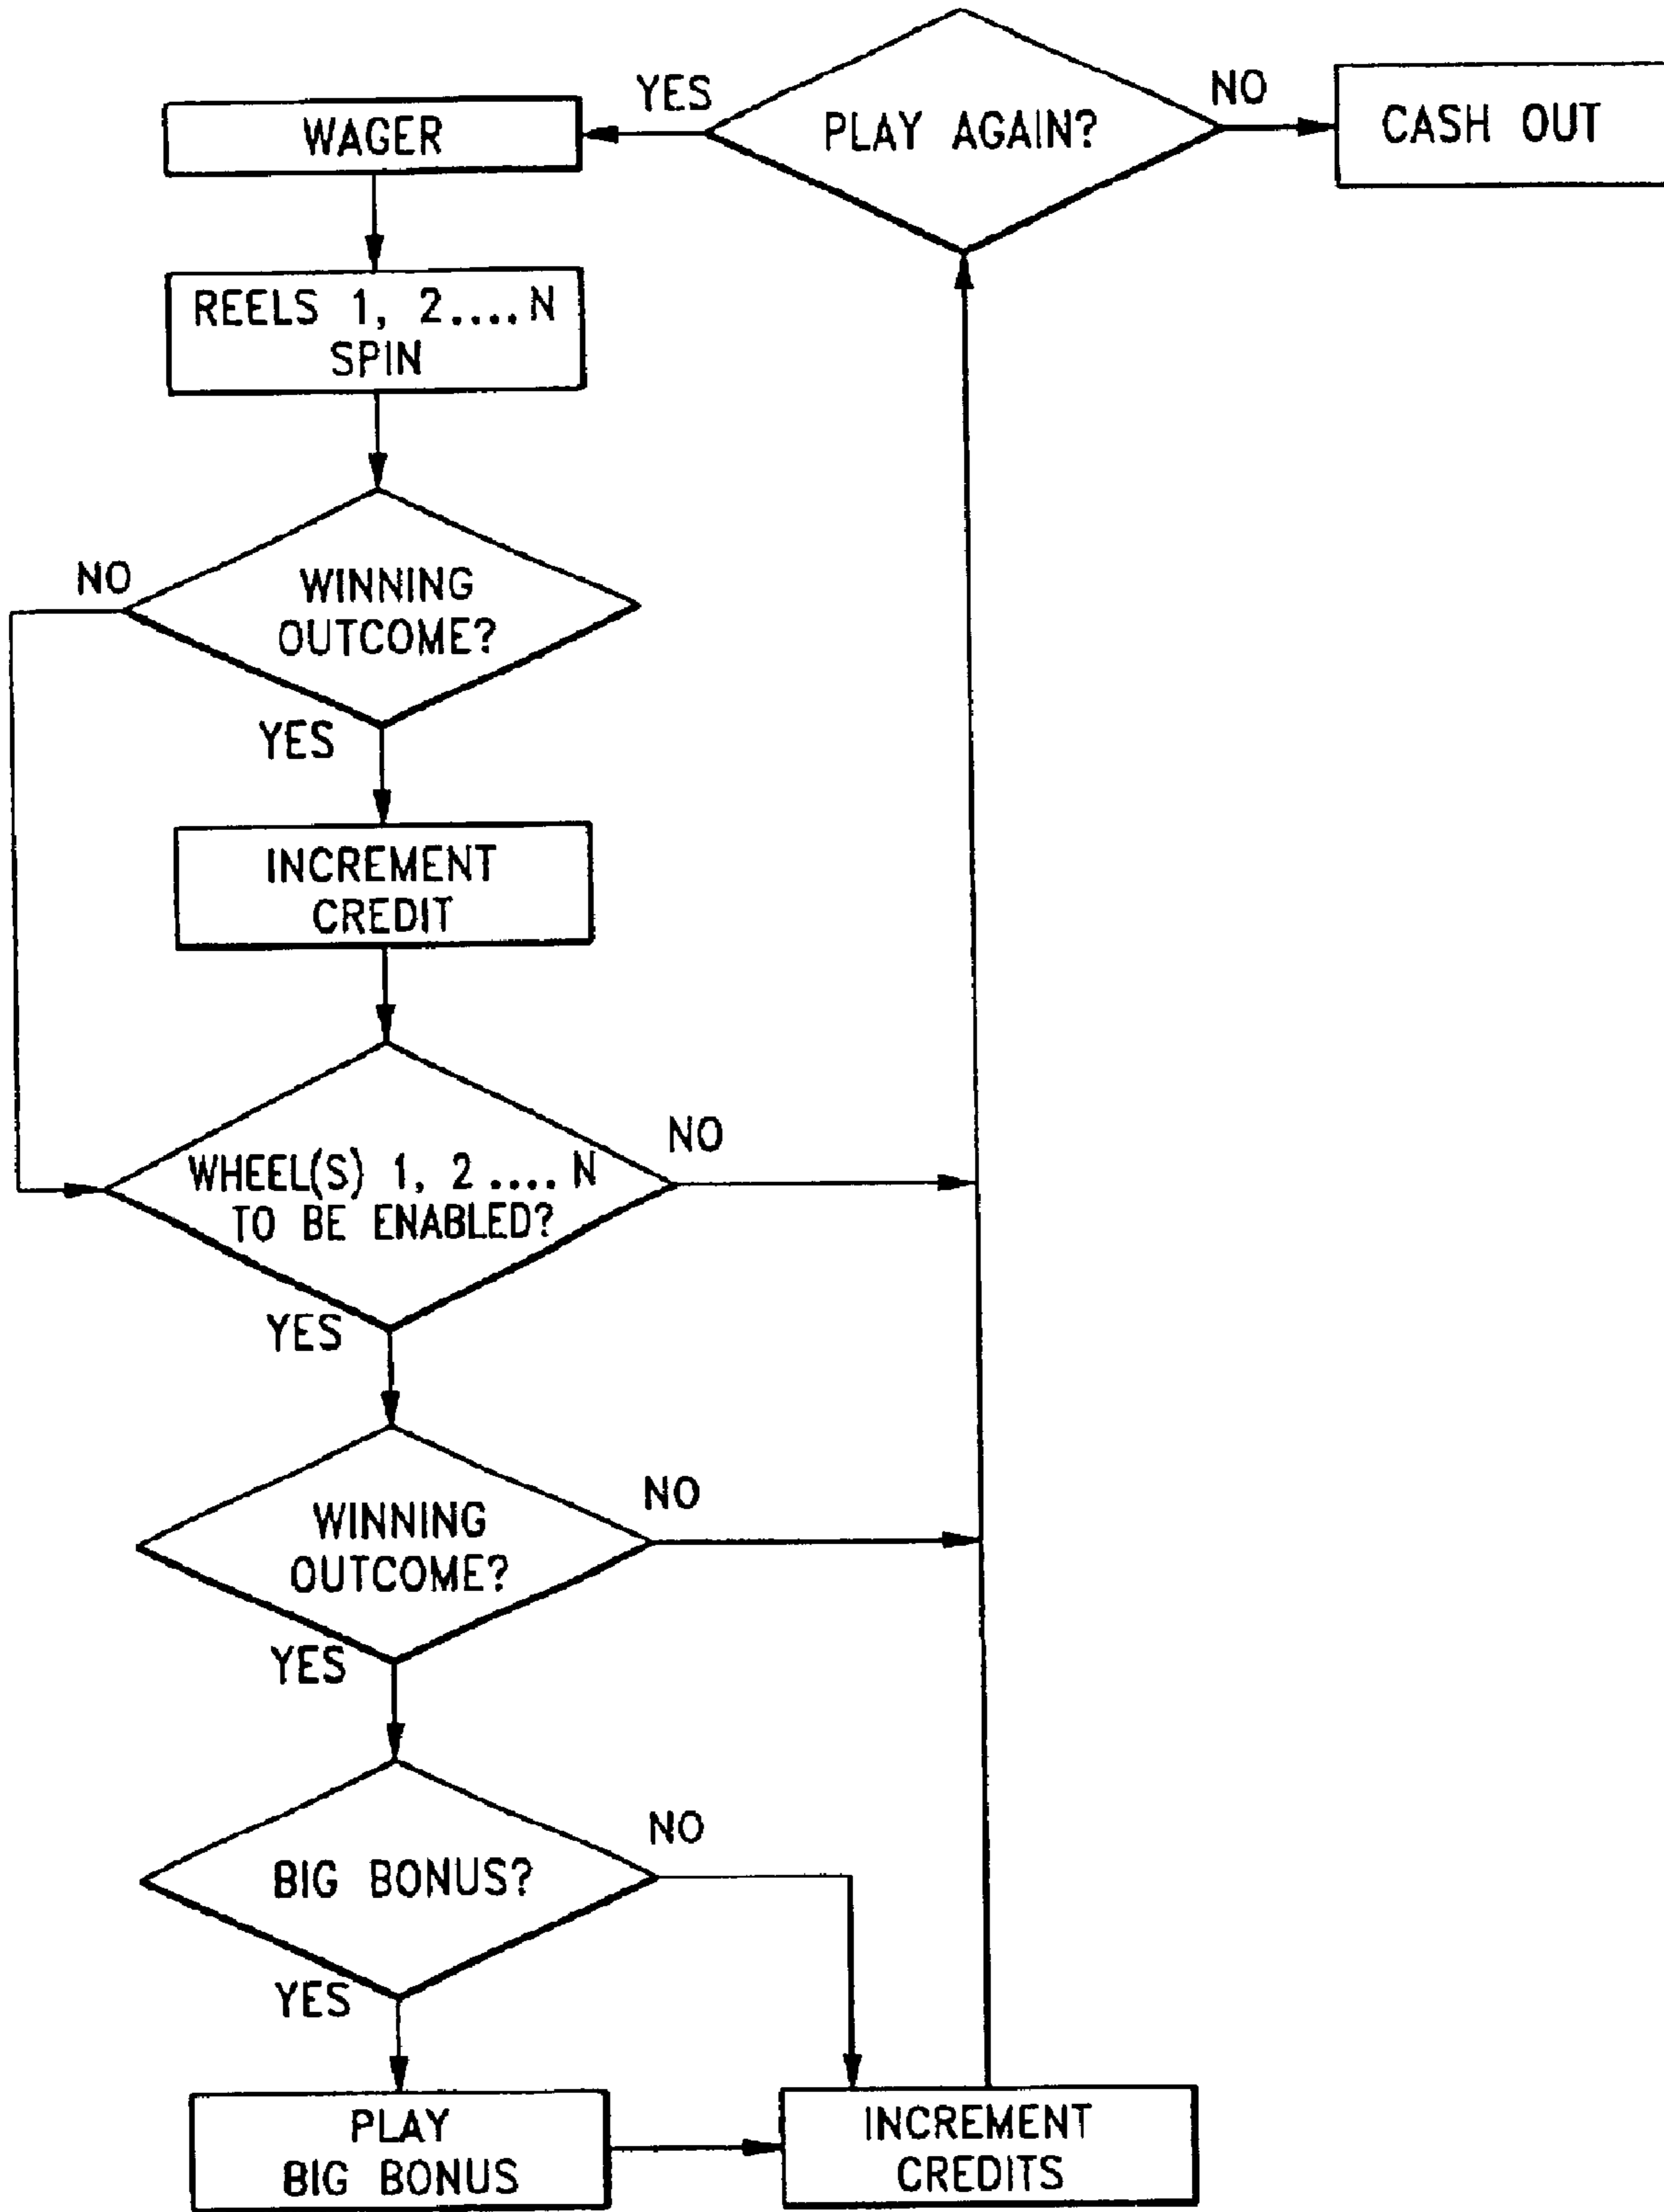 YES
NO
WAGER
PLAY AGAIN?
CASH OUT
REELS 1, 2.... N
SPIN
NO
WINNING
OUTCOME?
YES
INCREMENT
CREDIT
NO
WHEEL(S) 1, 2 .... N
TO BE ENABLED?
YES
NO
WINNING
OUTCOME?
YES
NO
BIG BONUS?
YES
PLAY
BIG BONUS
INCREMENT
CREDITS